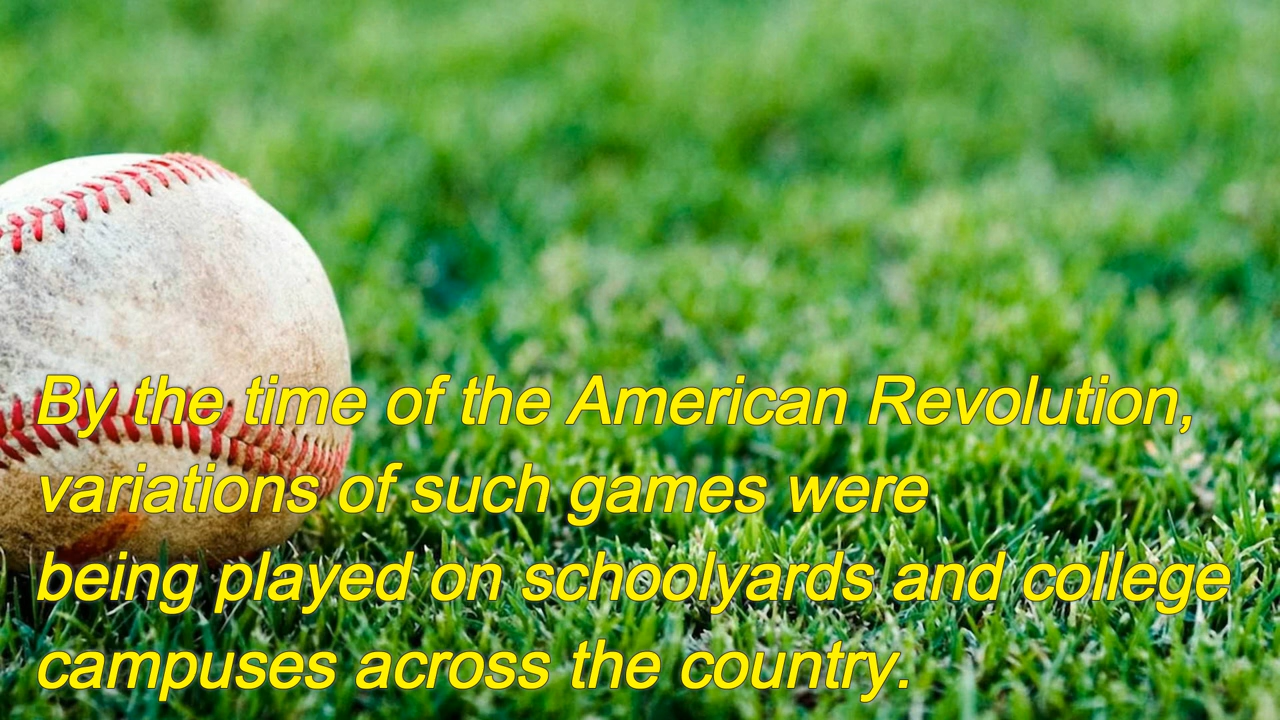 By the time of the American Revolution,
variations of such games were
being played on schoolyards and college
campuses across the country.